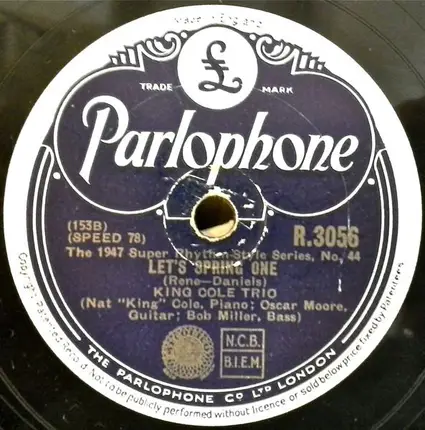 Made in England
£
TRADE MARK
Parlophone
(153B)
(SPEED 78)
R.3056
The 1947 Super Rhythm-Style Series, No. 44
LET'S SPRING ONE
(Rene—Daniels)
KING COLE TRIO
(Nat "King" Cole, Piano; Oscar Moore,
Guitar; Bob Miller, Bass)
N.C.B.
B.I.E.M.
THE PARLOPHONE CO LTD LONDON
Not to be publicly performed without licence or sold below price fixed by Patentees